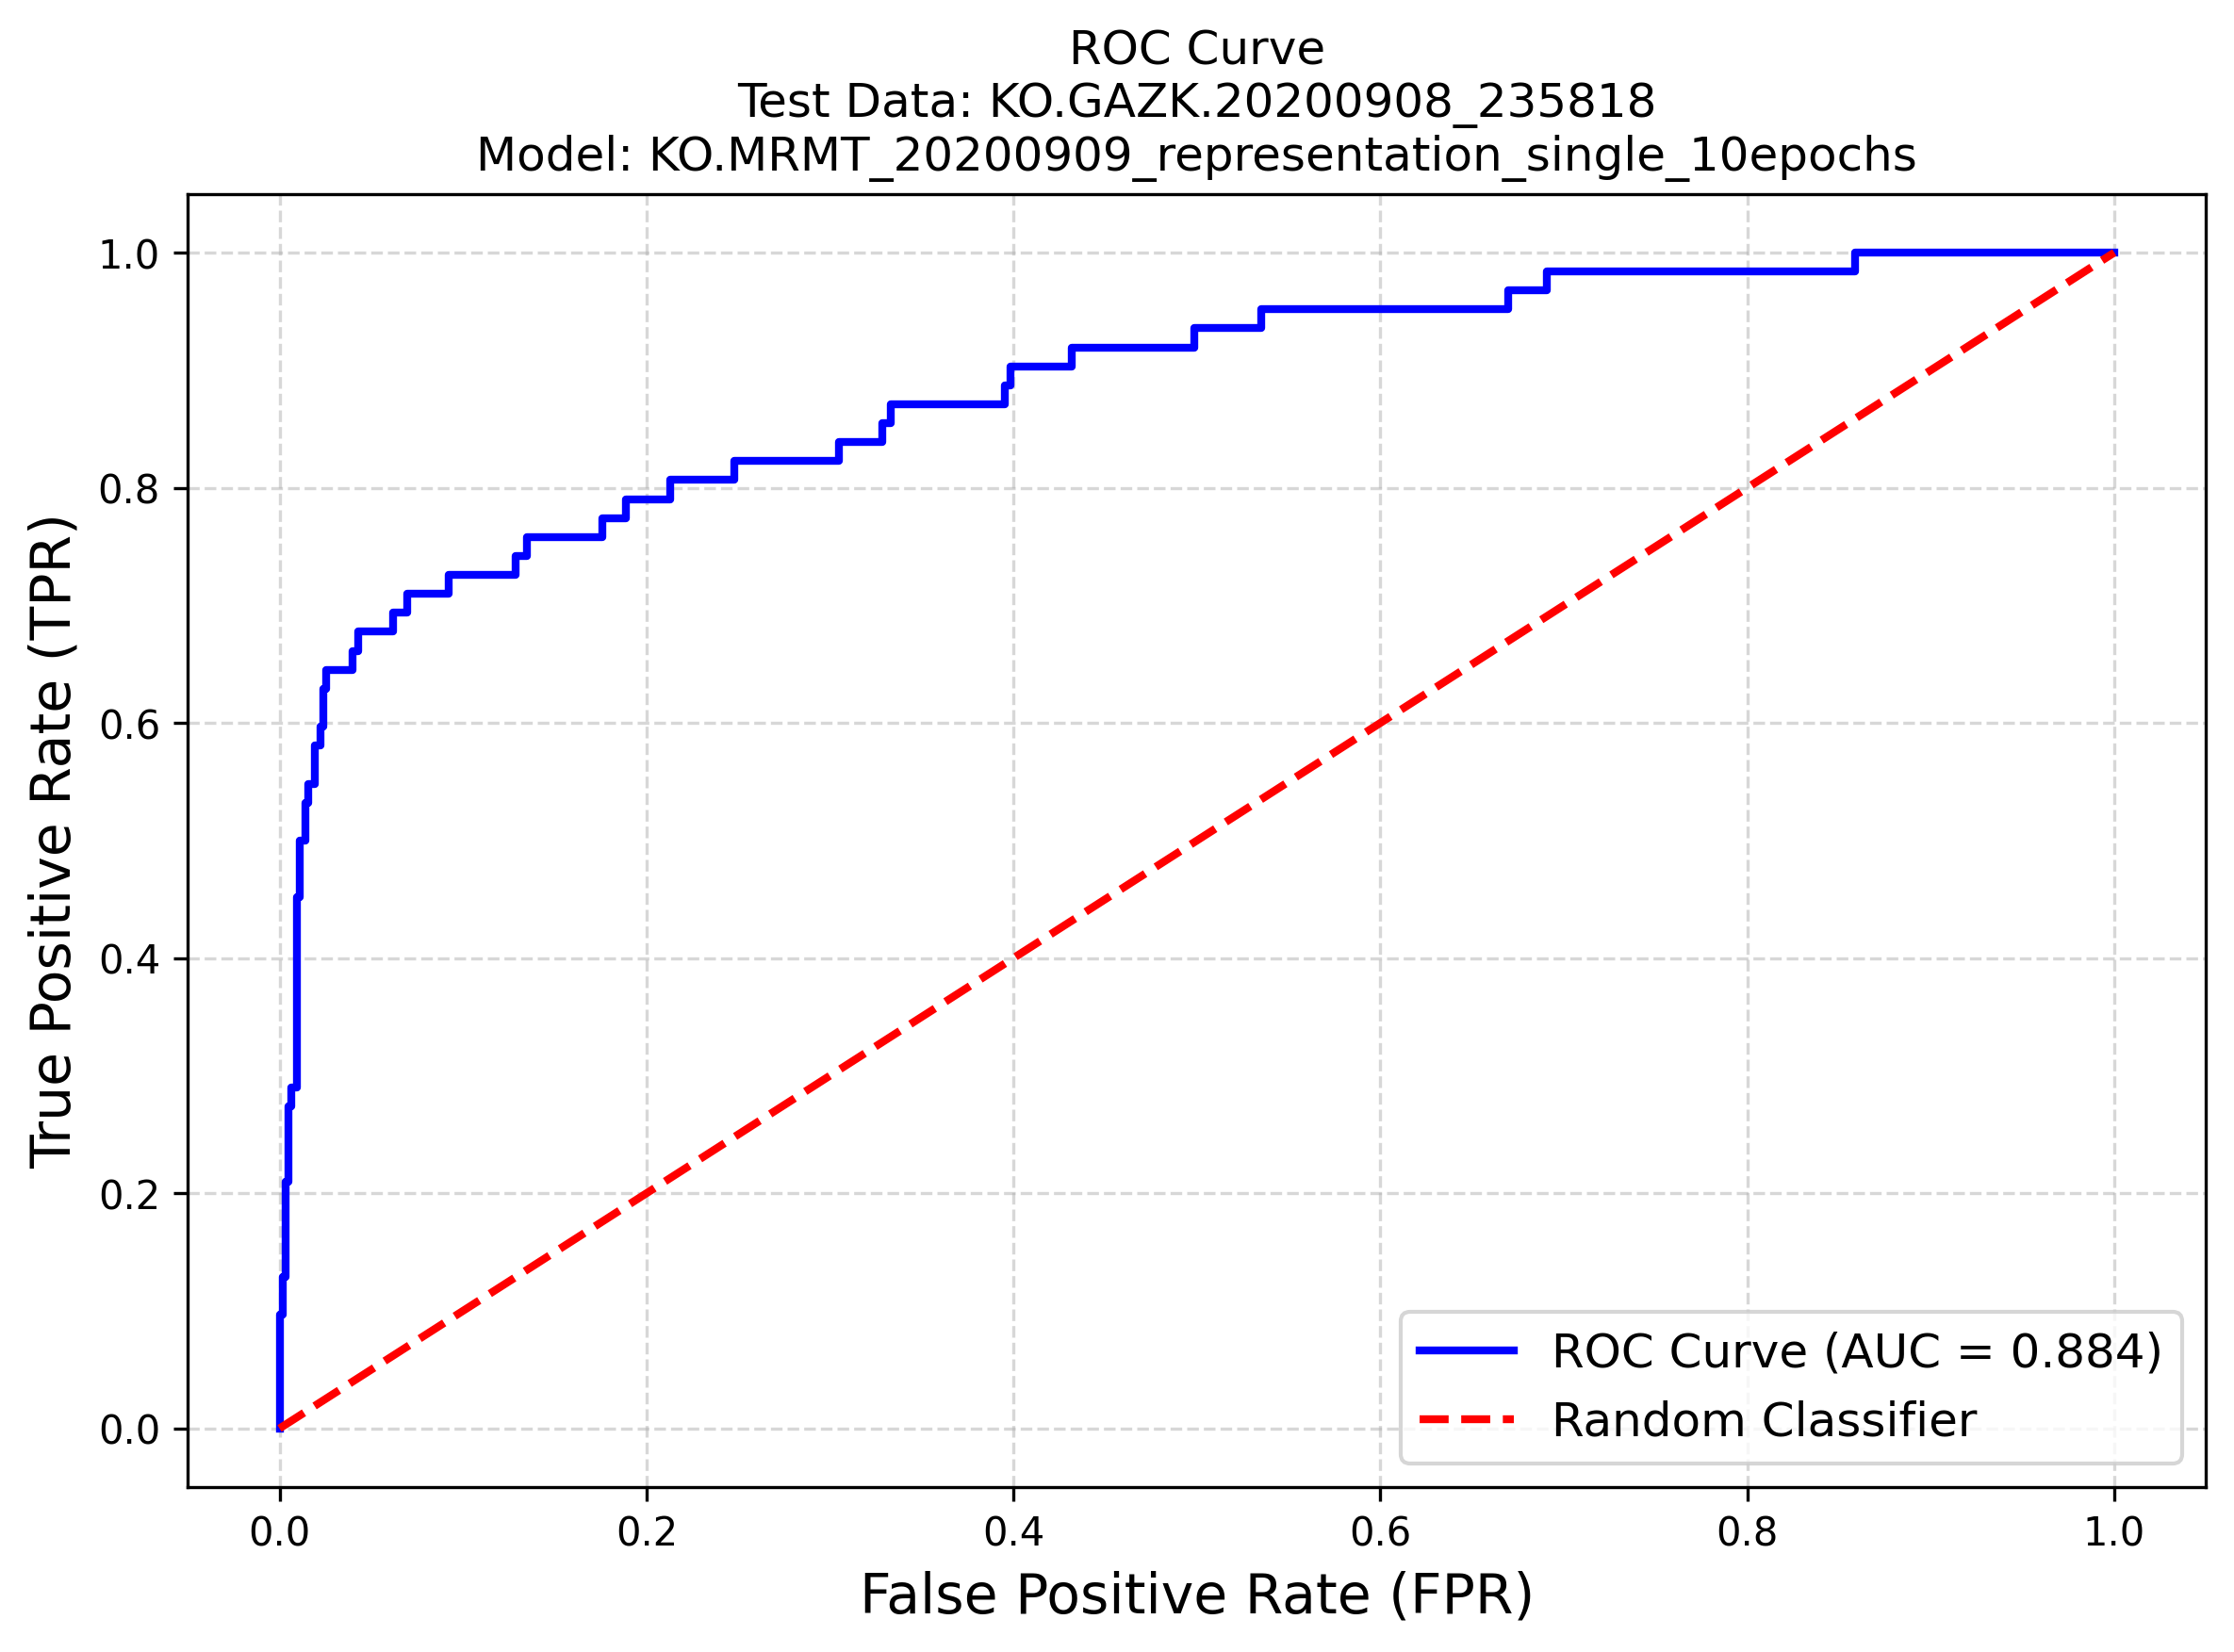 ROC Curve
Test Data: KO.GAZK.20200908_235818
Model: KO.MRMT_20200909_representation_single_10epochs
True Positive Rate (TPR)
1.0
0.8
0.6
0.4
0.2
0.0
ROC Curve (AUC = 0.884)
Random Classifier
0.0 0.2 0.4 0.6 0.8 1.0
False Positive Rate (FPR)